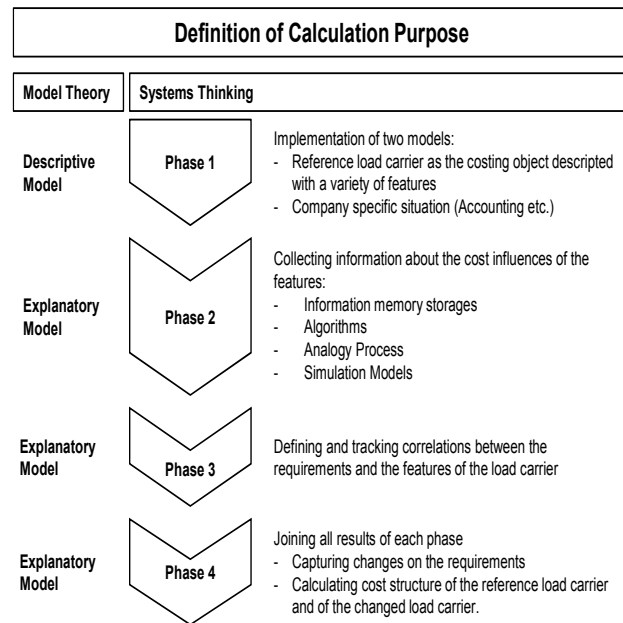 Definition of Calculation Purpose
Model Theory
Systems Thinking
Descriptive
Model
Phase 1
Implementation of two models:
- Reference load carrier as the costing object descripted
with a variety of features
- Company specific situation (Accounting etc.)
Explanatory
Model
Phase 2
Collecting information about the cost influences of the
features:
- Information memory storages
- Algorithms
- Analogy Process
- Simulation Models
Explanatory
Model
Phase 3
Defining and tracking correlations between the
requirements and the features of the load carrier
Explanatory
Model
Phase 4
Joining all results of each phase
- Capturing changes on the requirements
- Calculating cost structure of the reference load carrier
and of the changed load carrier.